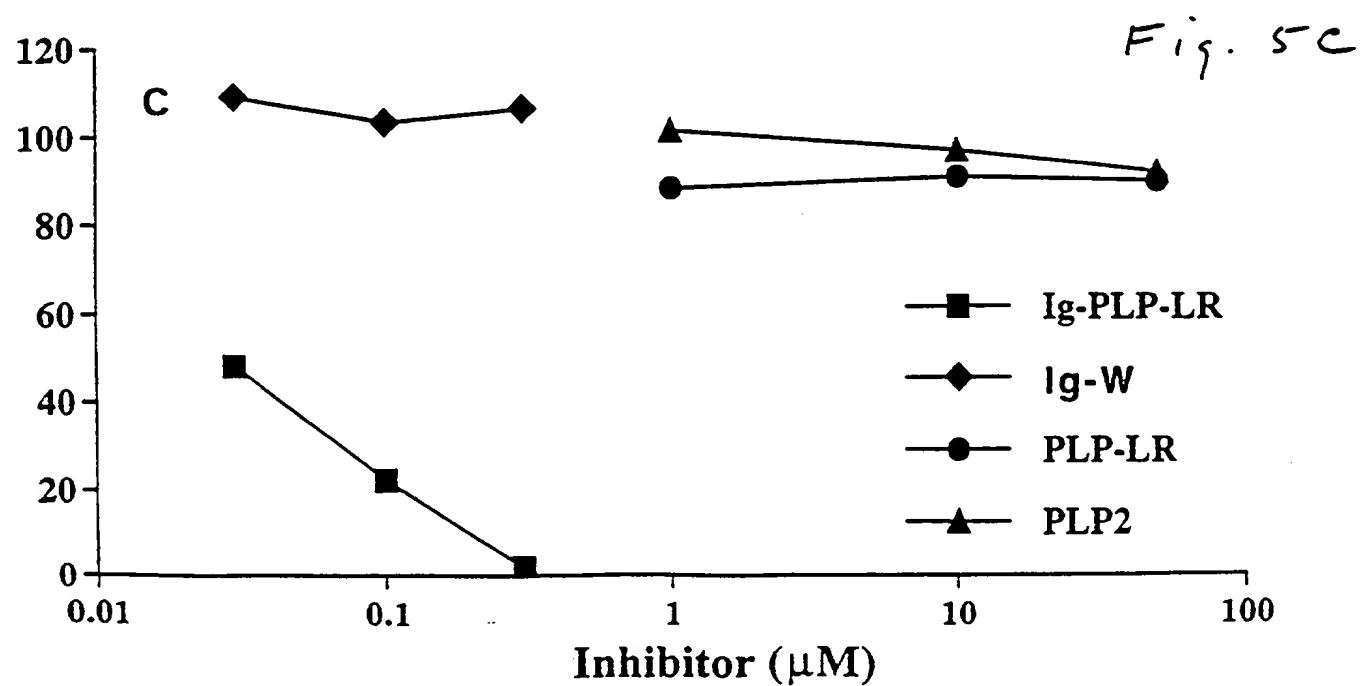 Fig. 5C
120
C
100
80
60
40
20
0
Ig-PLP-LR
Ig-W
PLP-LR
PLP2
0.01 0.1 1 10 100
Inhibitor (μM)